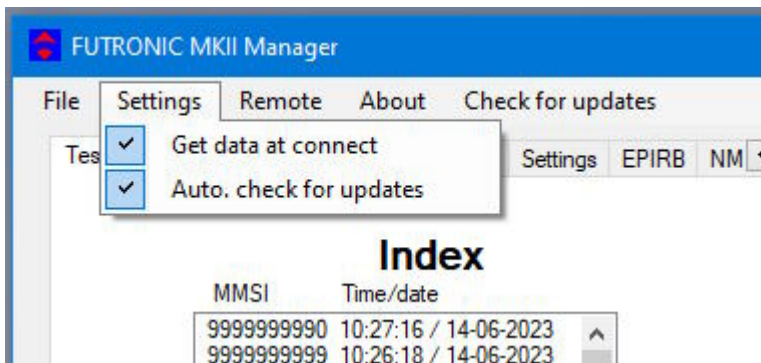 FUTRONIC MKII Manager
File Settings Remote About Check for updates
Get data at connect
Tes Settings EPIRB NM
Auto. check for updates
Index
MMSI Time/date
9999999990 10:27:16 / 14-06-2023
9999999999 10:26:18 / 14-06-2023